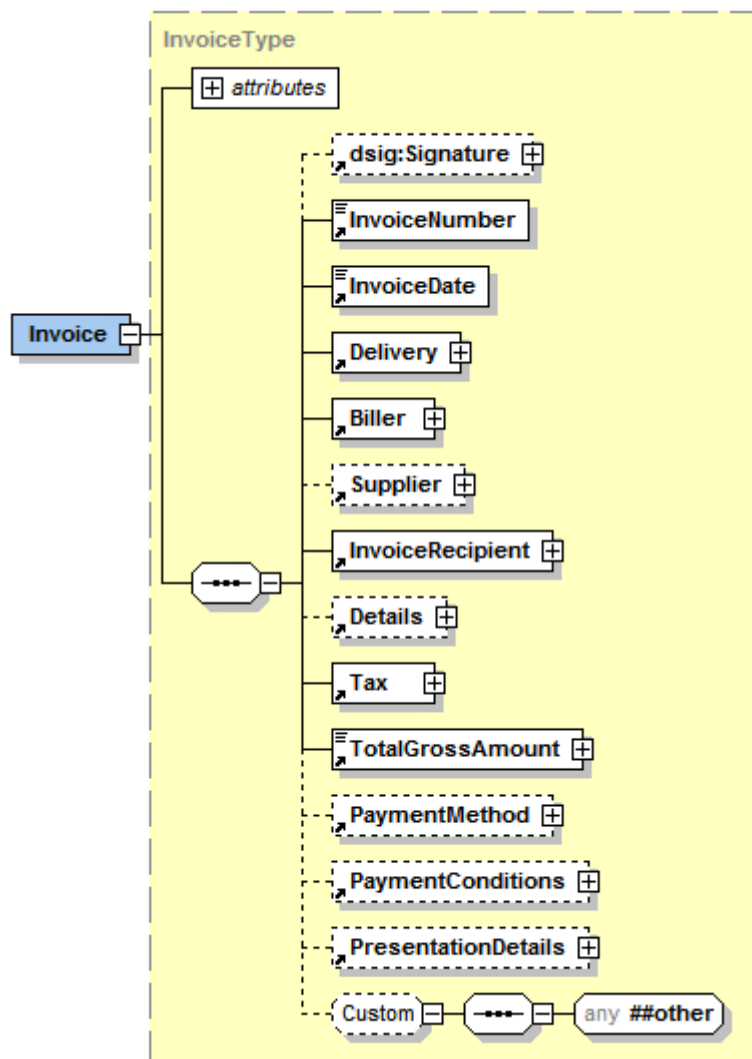 InvoiceType
attributes
dsig:Signature
InvoiceNumber
InvoiceDate
Invoice
Delivery
Biller
Supplier
InvoiceRecipient
Details
Tax
TotalGrossAmount
PaymentMethod
PaymentConditions
PresentationDetails
Custom any ##other